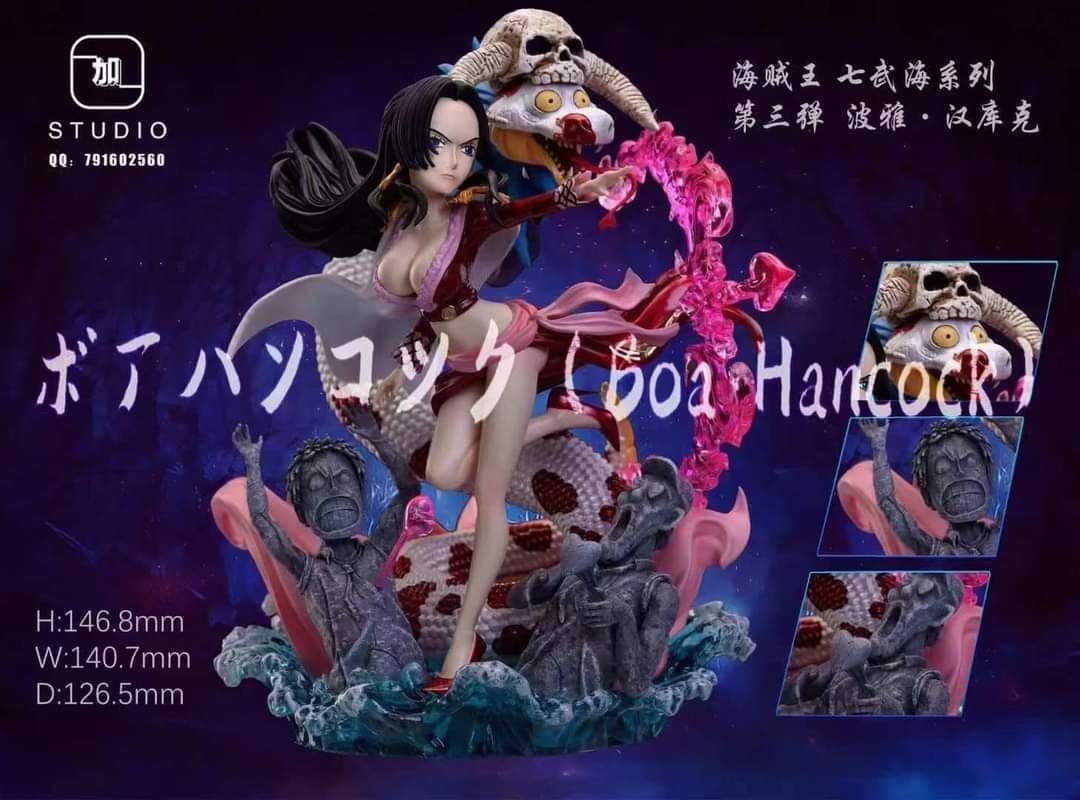 加
STUDIO
QQ: 791602560
海贼王 七武海系列
第三弹 波雅·汉库克
ボアハンコック(boa Hancock)
H:146.8mm
W:140.7mm
D:126.5mm